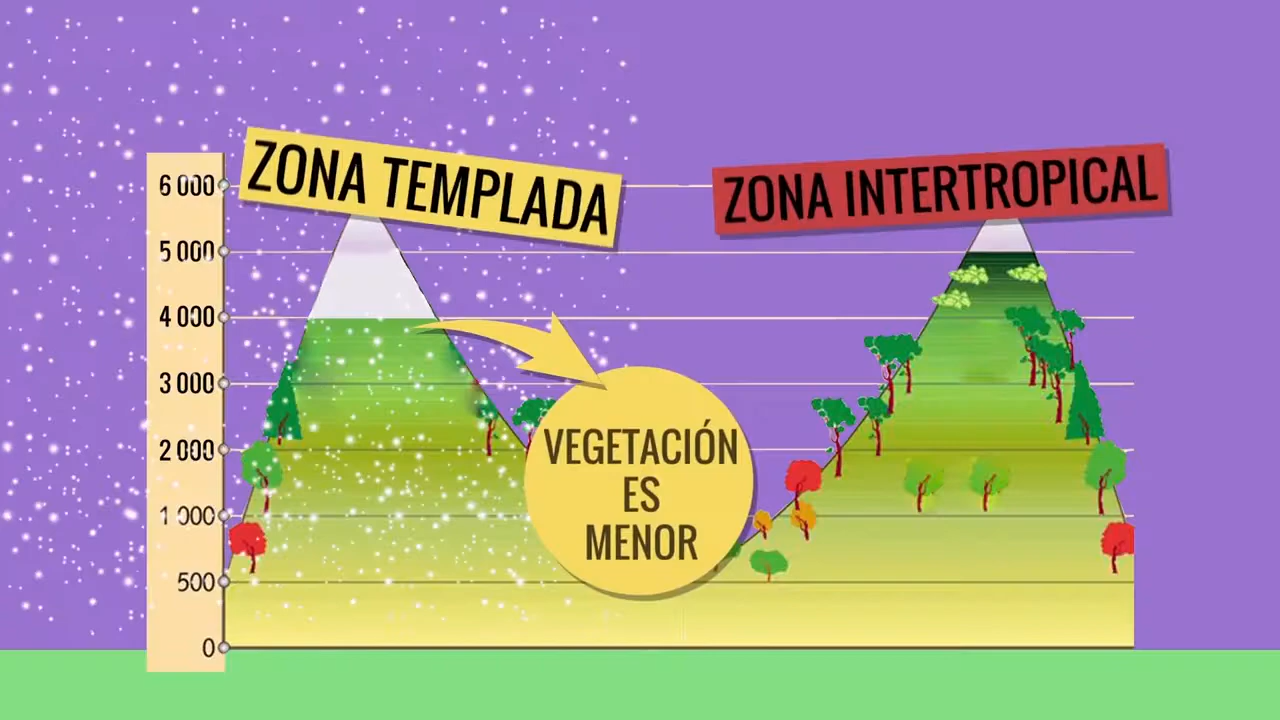 ZONA TEMPLADA
ZONA INTERTROPICAL
6 000
5 000
4 000
3 000
2 000
1 000
500
0
VEGETACIÓN
ES
MENOR